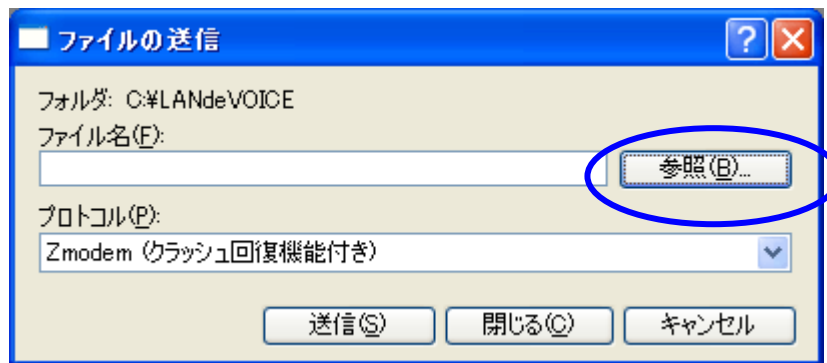 ファイルの送信
フォルダ: C:¥LANdeVOICE
ファイル名(F):
参照(B)...
プロトコル(P):
Zmodem (クラッシュ回復機能付き)
送信(S) 閉じる(C) キャンセル